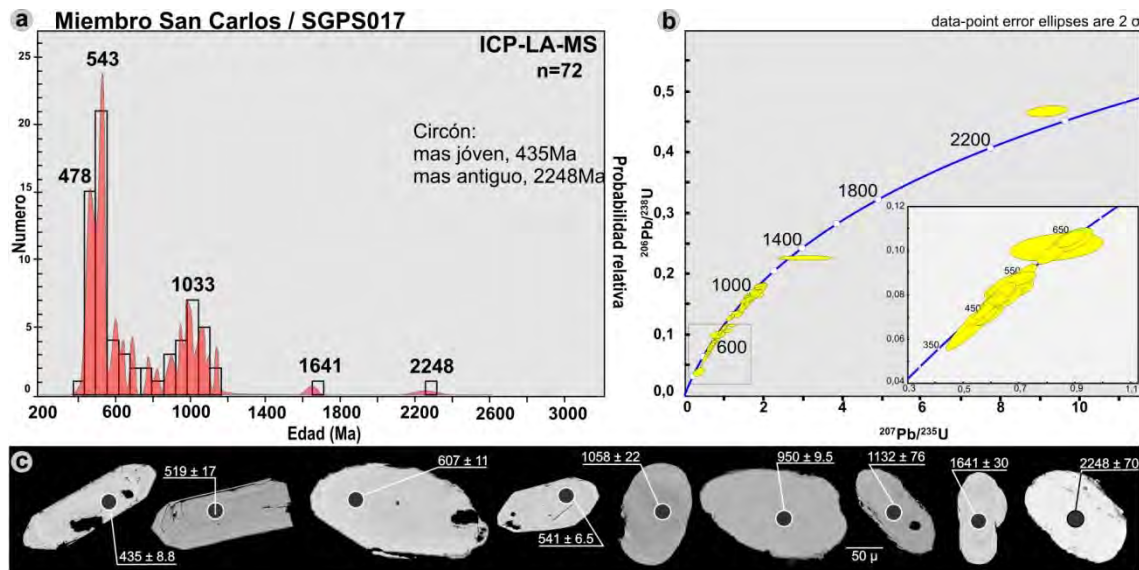 a Miembro San Carlos / SGPS017
ICP-LA-MS
n=72
Circón:
mas jóven, 435Ma
mas antiguo, 2248Ma
543
478
1033
1641
2248
25
20
15
10
5
0
Numero
Probabilidad relativa
200 600 1000 1400 1800 2200 2600 3000
Edad (Ma)
b data-point error ellipses are 2 σ
0,5
0,4
0,3
0,2
0,1
0,0
206Pb/238U
2200
1800
1400
1000
600
0 2 4 6 8 10
207Pb/235U
0,12
0,10
0,08
0,06
0,04
650
550
450
350
0.3 0.5 0.7 0.9 1.1
c
519 ± 17
607 ± 11
1058 ± 22
950 ± 9.5
1132 ± 76
1641 ± 30
2248 ± 70
435 ± 8.8
541 ± 6.5
50 µ